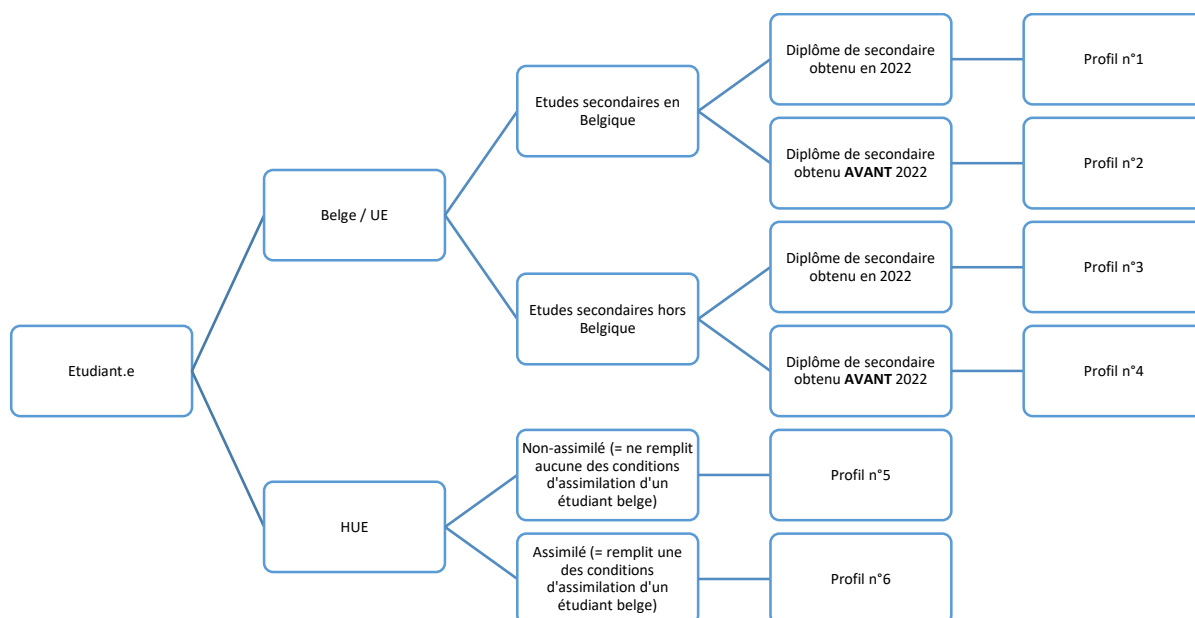 Etudiant.e
Belge / UE
Etudes secondaires en
Belgique
Diplôme de secondaire
obtenu en 2022
Profil n°1
Diplôme de secondaire
obtenu AVANT 2022
Profil n°2
Etudes secondaires hors
Belgique
Diplôme de secondaire
obtenu en 2022
Profil n°3
Diplôme de secondaire
obtenu AVANT 2022
Profil n°4
HUE
Non-assimilé (= ne remplit
aucune des conditions
d'assimilation d'un
étudiant belge)
Profil n°5
Assimilé (= remplit une
des conditions
d'assimilation d'un
étudiant belge)
Profil n°6